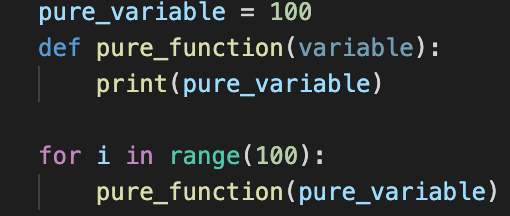 pure_variable = 100
def pure_function(variable):
    print(pure_variable)

for i in range(100):
    pure_function(pure_variable)